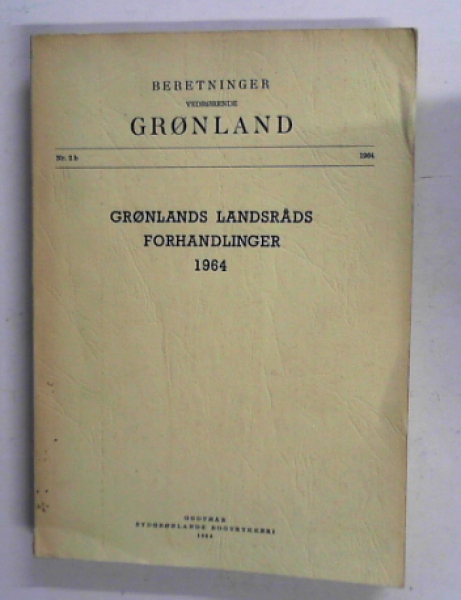 BERETNINGER
VEDRØRENDE
GRØNLAND
Nr. 2 b 1964
GRØNLANDS LANDSRÅDS
FORHANDLINGER
1964
GODTHÅB
SYDGRØNLANDS BOGTRYKKERI
1964